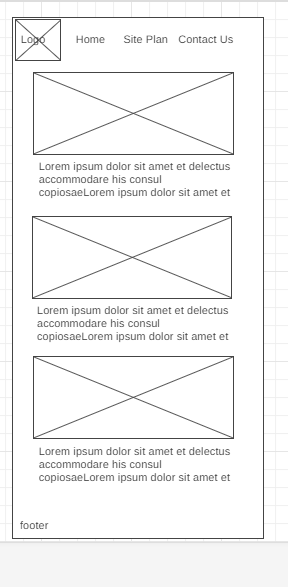 Logo Home Site Plan Contact Us
Lorem ipsum dolor sit amet et delectus
accommodare his consul
copiosaeLorem ipsum dolor sit amet et
Lorem ipsum dolor sit amet et delectus
accommodare his consul
copiosaeLorem ipsum dolor sit amet et
Lorem ipsum dolor sit amet et delectus
accommodare his consul
copiosaeLorem ipsum dolor sit amet et
footer